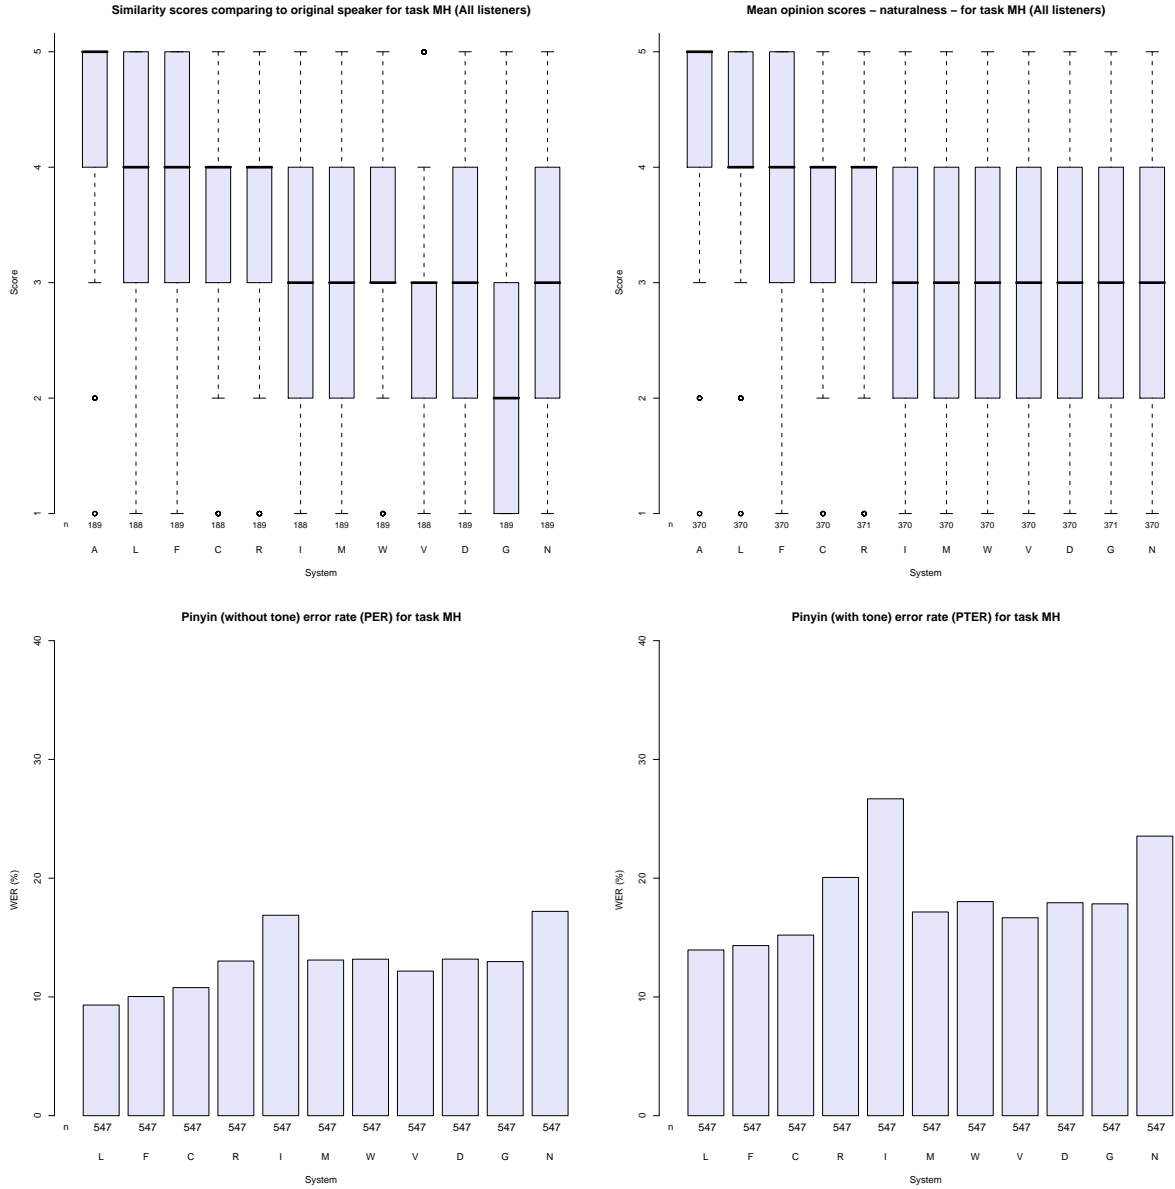 Similarity scores comparing to original speaker for task MH (All listeners)
Score
5
4
3
2
1
n 189 188 189 188 189 188 189 189 188 189 189 189
A L F C R I M W V D G N
System
Mean opinion scores – naturalness – for task MH (All listeners)
Score
5
4
3
2
1
n 370 370 370 370 371 370 370 370 370 370 371 370
A L F C R I M W V D G N
System
Pinyin (without tone) error rate (PER) for task MH
WER (%)
40
30
20
10
0
n 547 547 547 547 547 547 547 547 547 547 547
L F C R I M W V D G N
System
Pinyin (with tone) error rate (PTER) for task MH
WER (%)
40
30
20
10
0
n 547 547 547 547 547 547 547 547 547 547 547
L F C R I M W V D G N
System